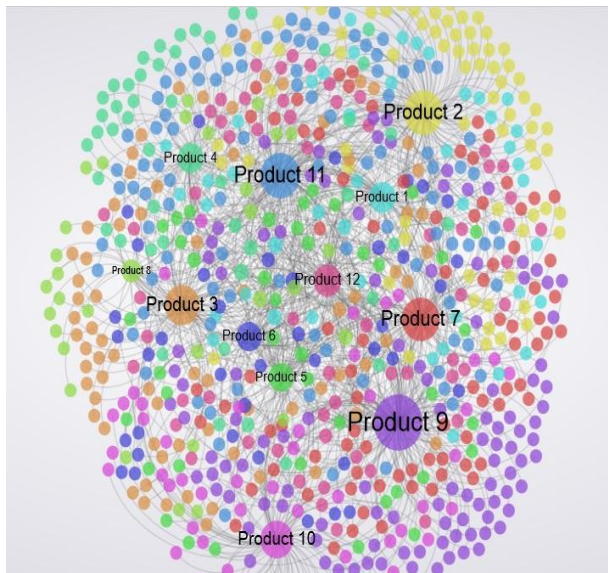 Product 2
Product 4
Product 11
Product 1
Product 8
Product 12
Product 3
Product 7
Product 6
Product 5
Product 9
Product 10